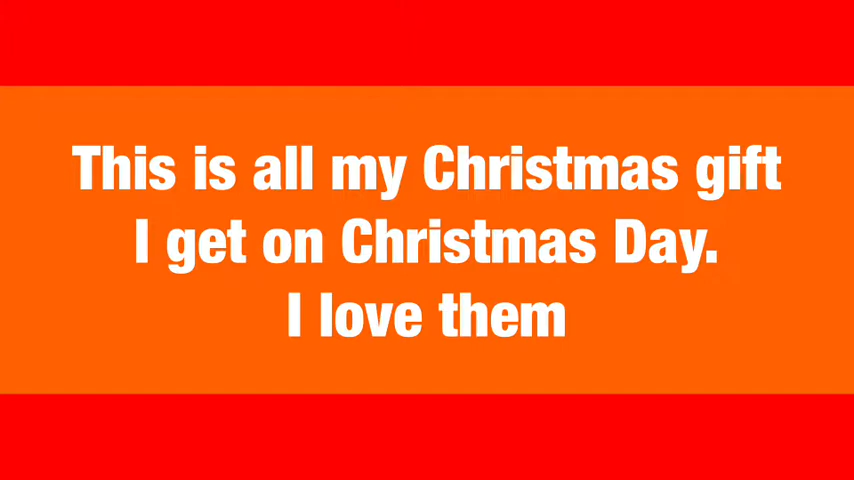 This is all my Christmas gift
I get on Christmas Day.
I love them